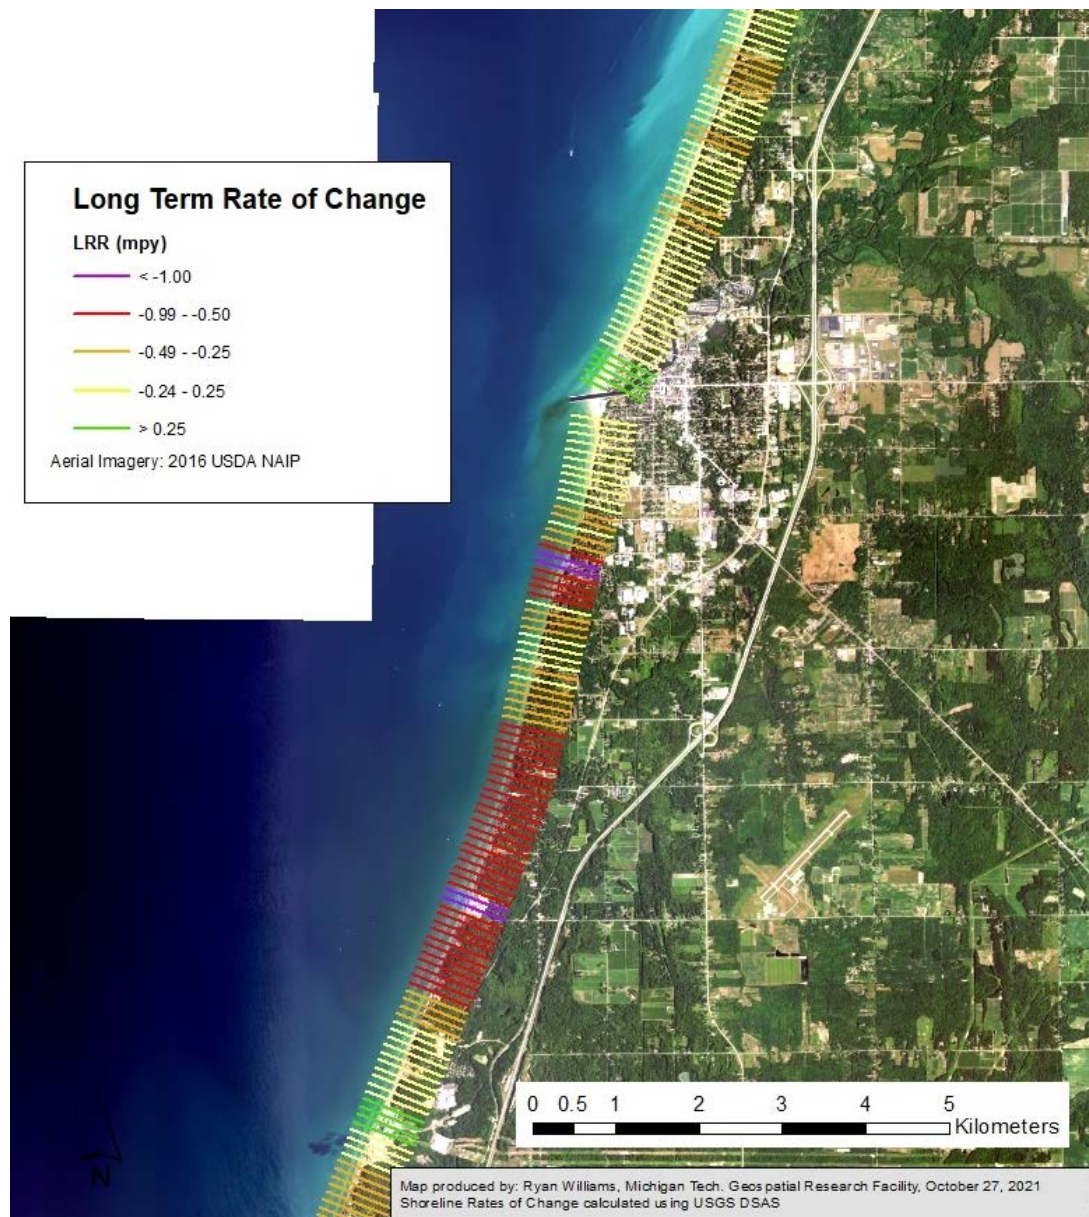 Long Term Rate of Change
LRR (mpy)
< -1.00
-0.99 - -0.50
-0.49 - -0.25
-0.24 - 0.25
> 0.25
Aerial Imagery: 2016 USDA NAIP
0 0.5 1 2 3 4 5
Kilometers
N
Map produced by: Ryan Williams, Michigan Tech. Geospatial Research Facility, October 27, 2021
Shoreline Rates of Change calculated using USGS DSAS